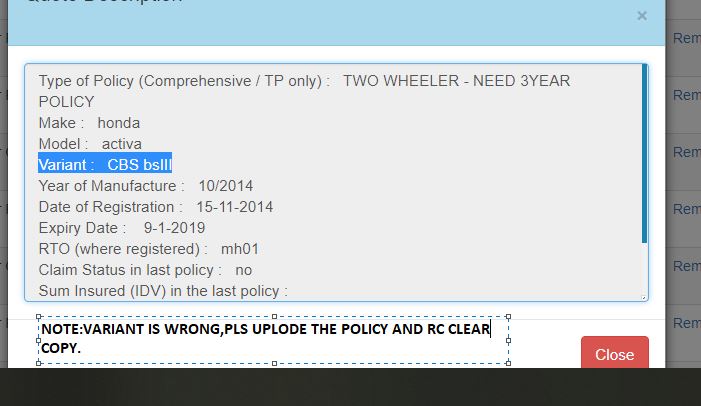 ×
Type of Policy (Comprehensive / TP only) : TWO WHEELER - NEED 3YEAR
POLICY
Make : honda
Model : activa
Variant : CBS bsIII
Year of Manufacture : 10/2014
Date of Registration : 15-11-2014
Expiry Date : 9-1-2019
RTO (where registered) : mh01
Claim Status in last policy : no
Sum Insured (IDV) in the last policy :
NOTE:VARIANT IS WRONG,PLS UPLODE THE POLICY AND RC CLEAR
COPY.
Close
Rem
Rem
Rem
Rem
Rem
Rem